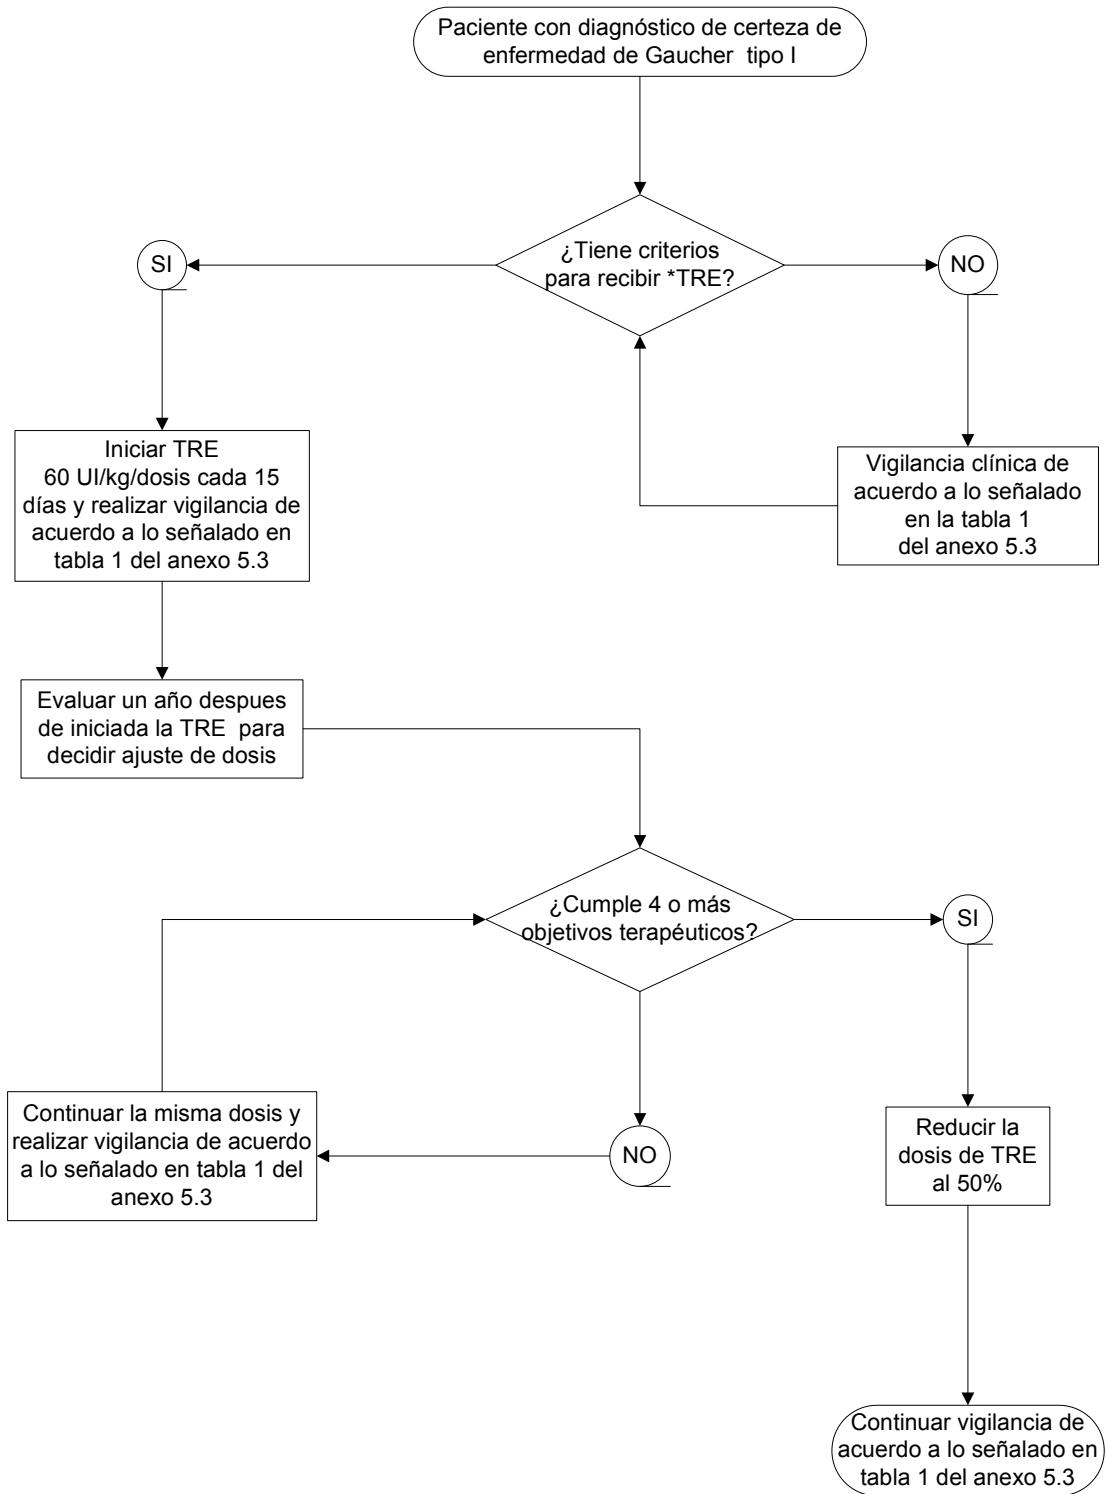 Paciente con diagnóstico de certeza de
enfermedad de Gaucher tipo I
¿Tiene criterios
para recibir *TRE?
SI
NO
Iniciar TRE
60 UI/kg/dosis cada 15
días y realizar vigilancia de
acuerdo a lo señalado en
tabla 1 del anexo 5.3
Vigilancia clínica de
acuerdo a lo señalado
en la tabla 1
del anexo 5.3
Evaluar un año despues
de iniciada la TRE para
decidir ajuste de dosis
¿Cumple 4 o más
objetivos terapéuticos?
SI
NO
Continuar la misma dosis y
realizar vigilancia de acuerdo
a lo señalado en tabla 1 del
anexo 5.3
Reducir la
dosis de TRE
al 50%
Continuar vigilancia de
acuerdo a lo señalado en
tabla 1 del anexo 5.3